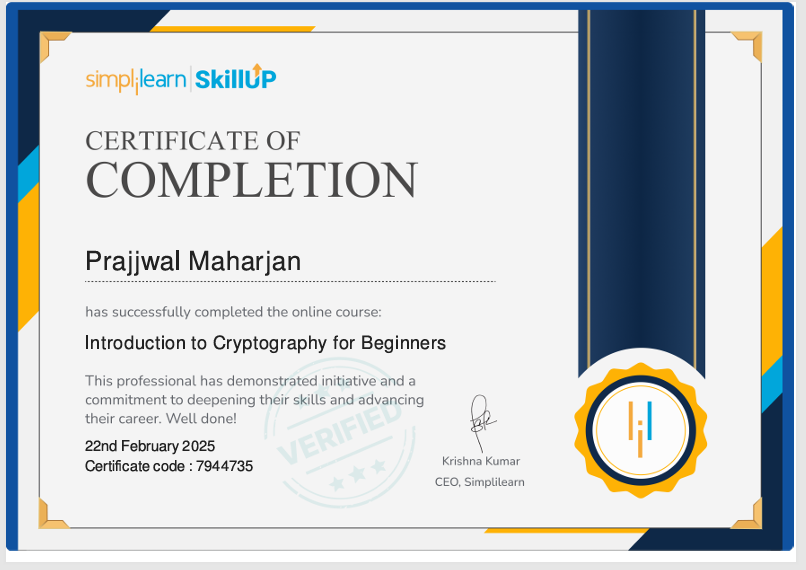 simplilearn | SkillUP
CERTIFICATE OF
COMPLETION
Prajjwal Maharjan
has successfully completed the online course:
Introduction to Cryptography for Beginners
This professional has demonstrated initiative and a
commitment to deepening their skills and advancing
their career. Well done!
VERIFIED
22nd February 2025
Certificate code : 7944735
Krishna Kumar
CEO, Simplilearn